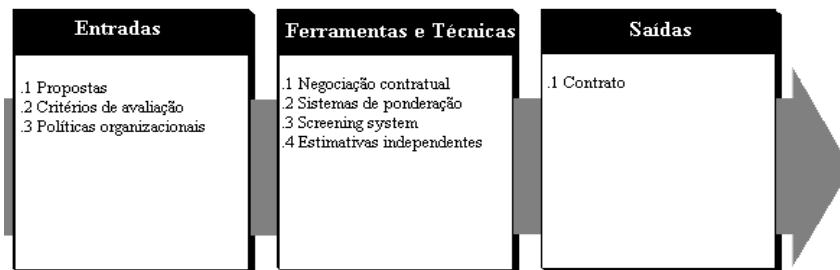 Entradas
.1 Propostas
.2 Critérios de avaliação
.3 Políticas organizacionais
Ferramentas e Técnicas
.1 Negociação contratual
.2 Sistemas de ponderação
.3 Screening system
.4 Estimativas independentes
Saídas
.1 Contrato